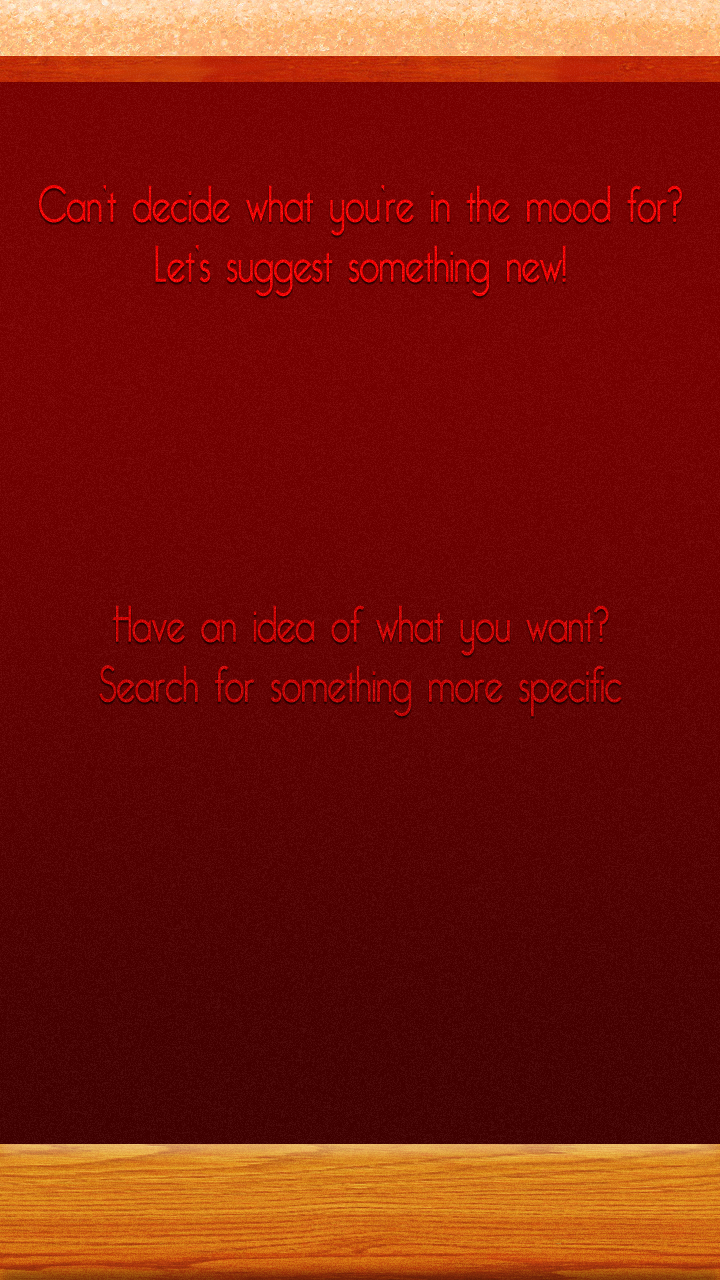 Can't decide what you're in the mood for?
Let's suggest something new!
Have an idea of what you want?
Search for something more specific